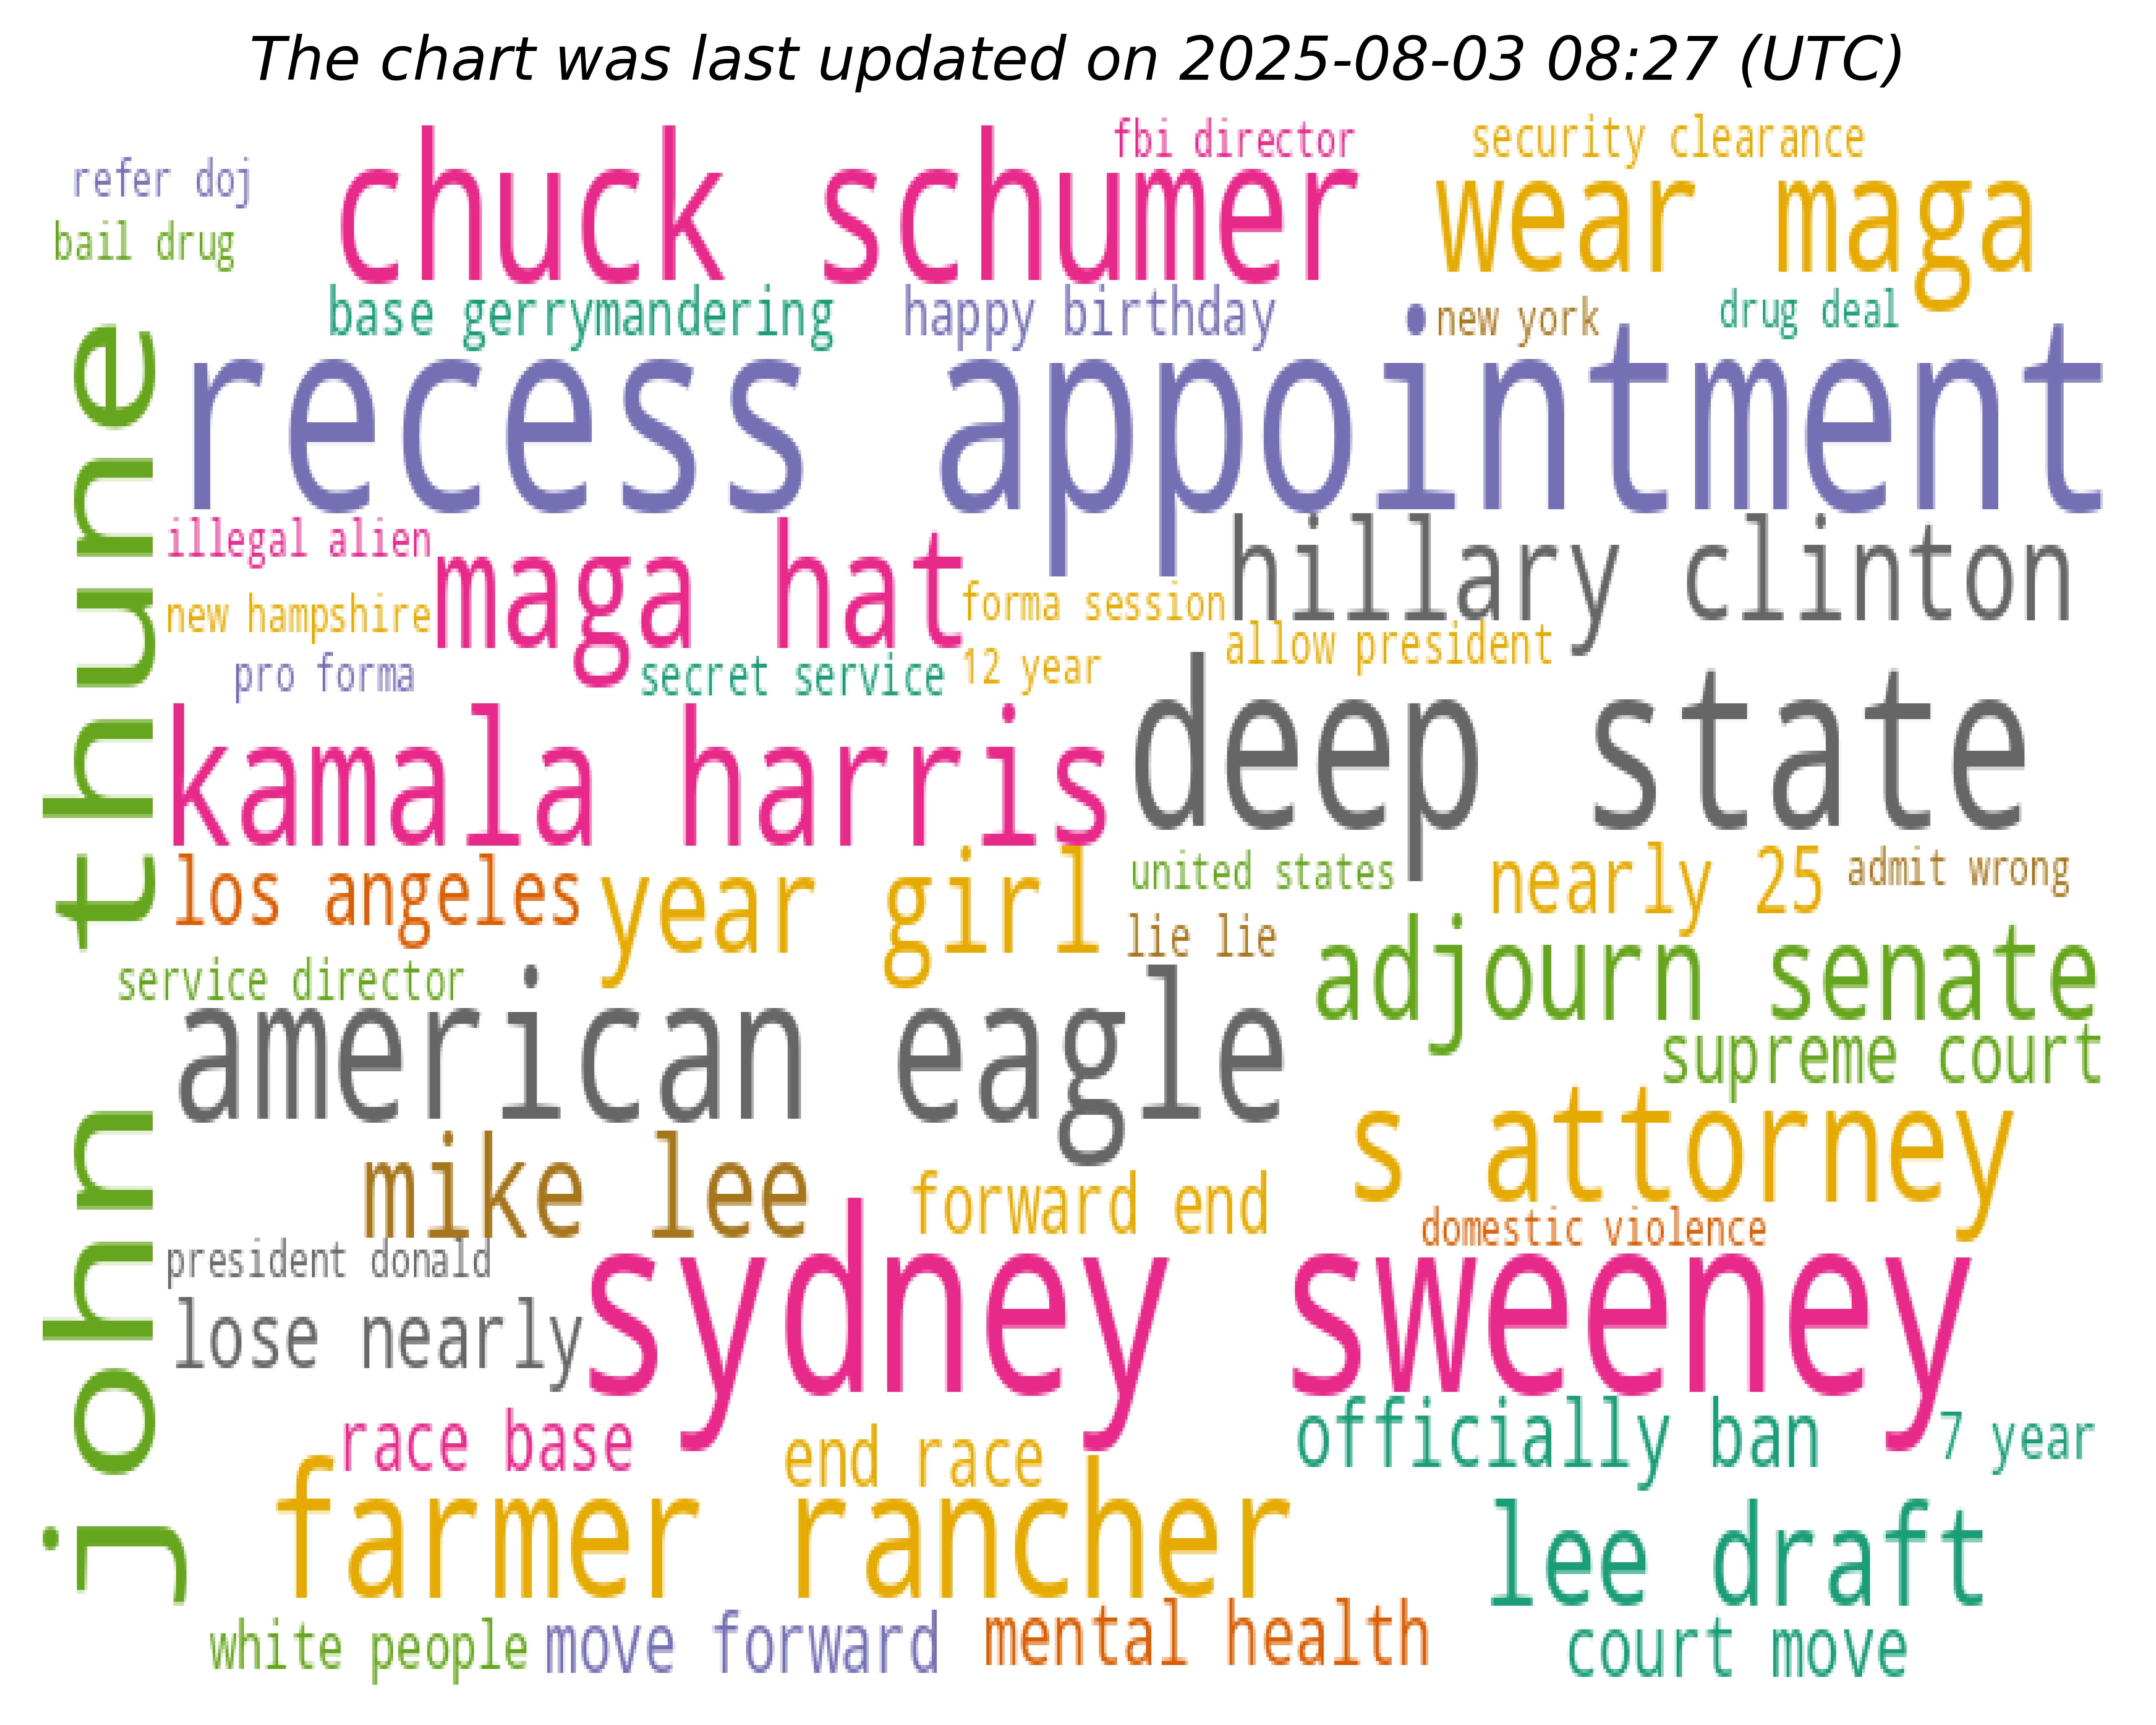 The chart was last updated on 2025-08-03 08:27 (UTC)
fbi director
security clearance
refer doj
chuck schumer
wear maga
bail drug
base gerrymandering
happy birthday
new york
drug deal
recess appointment
john thune
illegal alien
maga hat
hillary clinton
new hampshire
forma session
allow president
pro forma
secret service
12 year
kamala harris
deep state
los angeles
year girl
united states
nearly 25
admit wrong
lie lie
adjourn senate
service director
american eagle
supreme court
s attorney
mike lee
forward end
domestic violence
president donald
sydney sweeney
lose nearly
race base
end race
officially ban
7 year
farmer rancher
lee draft
white people
move forward
mental health
court move